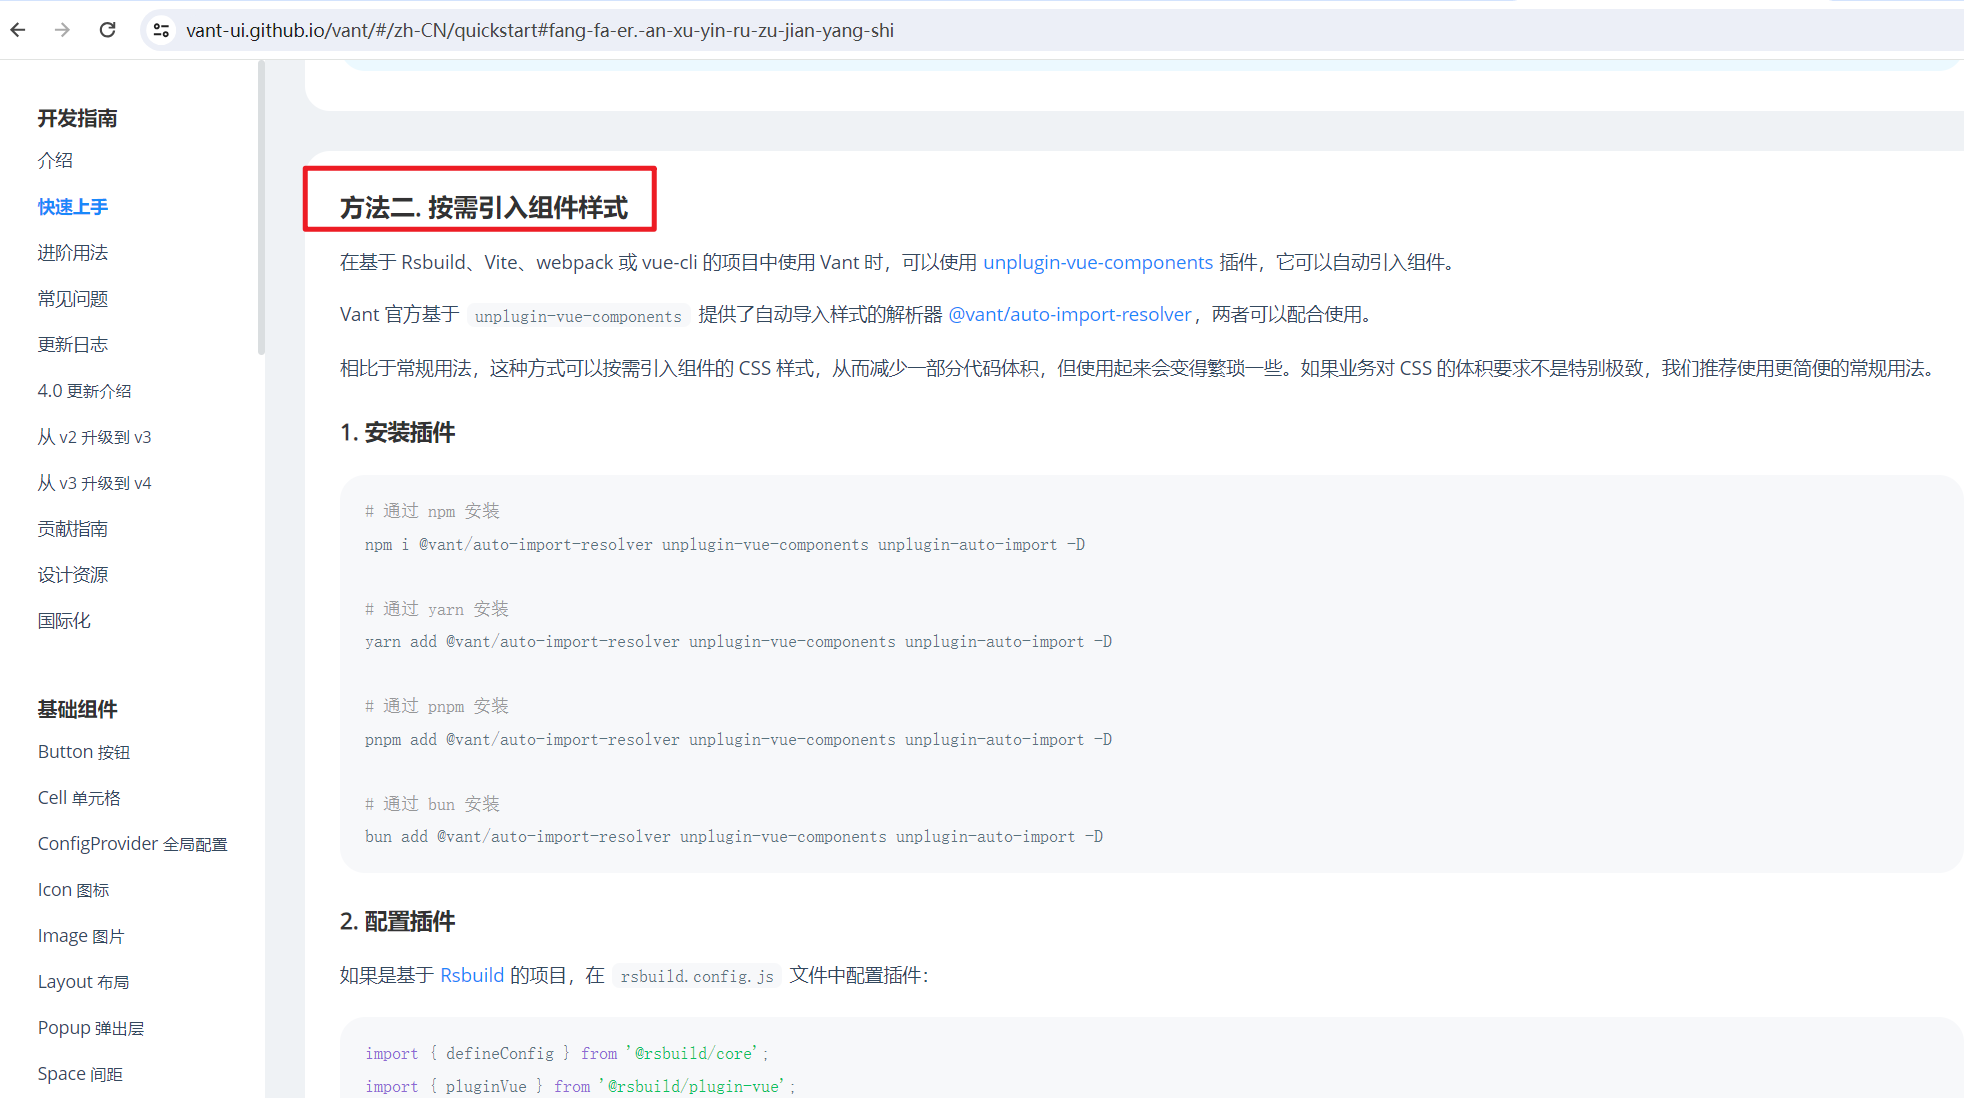 vant-ui.github.io/vant/#/zh-CN/quickstart#fang-fa-er.-an-xu-yin-ru-zu-jian-yang-shi
开发指南
介绍
快速上手
进阶用法
常见问题
更新日志
4.0 更新介绍
从 v2 升级到 v3
从 v3 升级到 v4
贡献指南
设计资源
国际化
基础组件
Button 按钮
Cell 单元格
ConfigProvider 全局配置
Icon 图标
Image 图片
Layout 布局
Popup 弹出层
Space 间距
方法二. 按需引入组件样式
在基于 Rsbuild、Vite、webpack 或 vue-cli 的项目中使用 Vant 时，可以使用 unplugin-vue-components 插件，它可以自动引入组件。
Vant 官方基于 unplugin-vue-components 提供了自动导入样式的解析器 @vant/auto-import-resolver，两者可以配合使用。
相比于常规用法，这种方式可以按需引入组件的 CSS 样式，从而减少一部分代码体积，但使用起来会变得繁琐一些。如果业务对 CSS 的体积要求不是特别极致，我们推荐使用更简便的常规用法。
1. 安装插件
# 通过 npm 安装
npm i @vant/auto-import-resolver unplugin-vue-components unplugin-auto-import -D
# 通过 yarn 安装
yarn add @vant/auto-import-resolver unplugin-vue-components unplugin-auto-import -D
# 通过 pnpm 安装
pnpm add @vant/auto-import-resolver unplugin-vue-components unplugin-auto-import -D
# 通过 bun 安装
bun add @vant/auto-import-resolver unplugin-vue-components unplugin-auto-import -D
2. 配置插件
如果是基于 Rsbuild 的项目，在 rsbuild.config.js 文件中配置插件：
import { defineConfig } from '@rsbuild/core';
import { pluginVue } from '@rsbuild/plugin-vue';